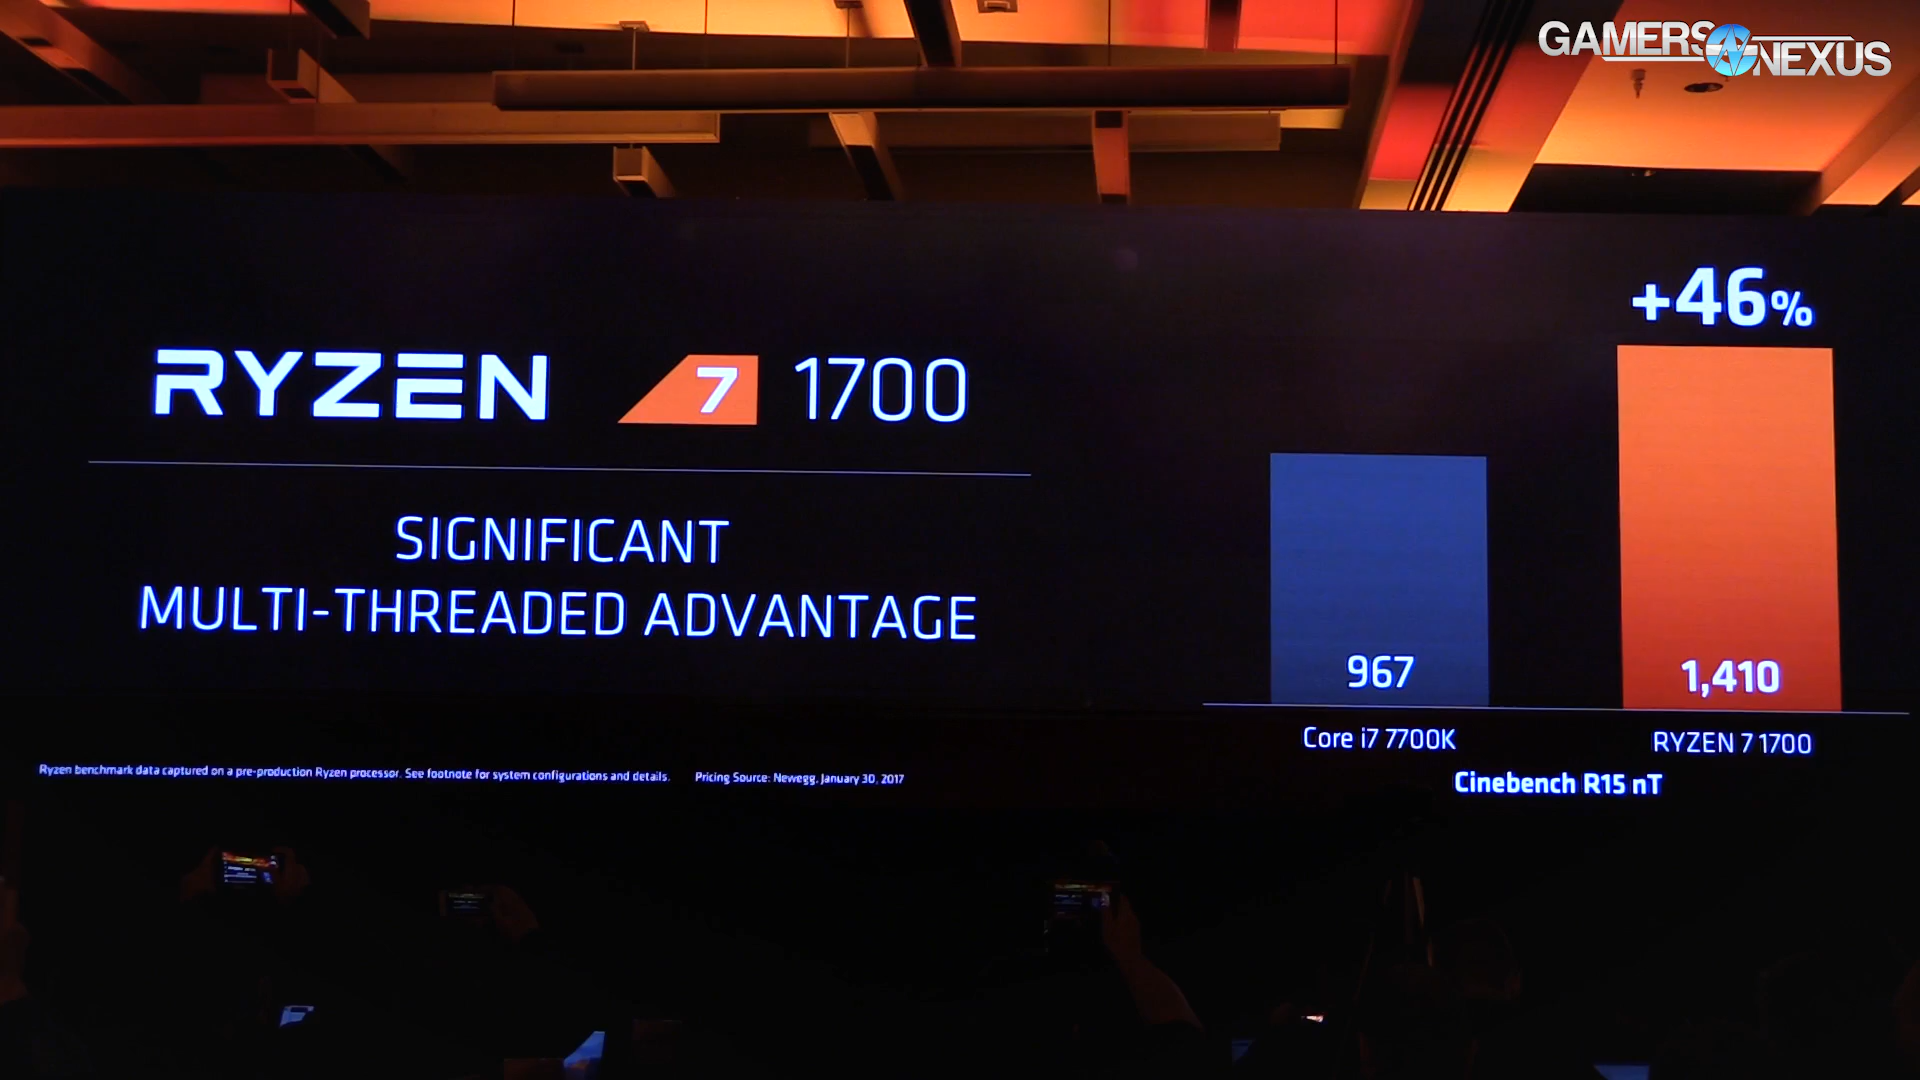 GAMERS NEXUS
RYZEN 7 1700
SIGNIFICANT
MULTI-THREADED ADVANTAGE
+46%
967
1,410
Core i7 7700K
RYZEN 7 1700
Cinebench R15 nT
Ryzen benchmark data captured on a pre-production Ryzen processor. See footnote for system configurations and details.
Pricing Source: Newegg. January 30, 2017